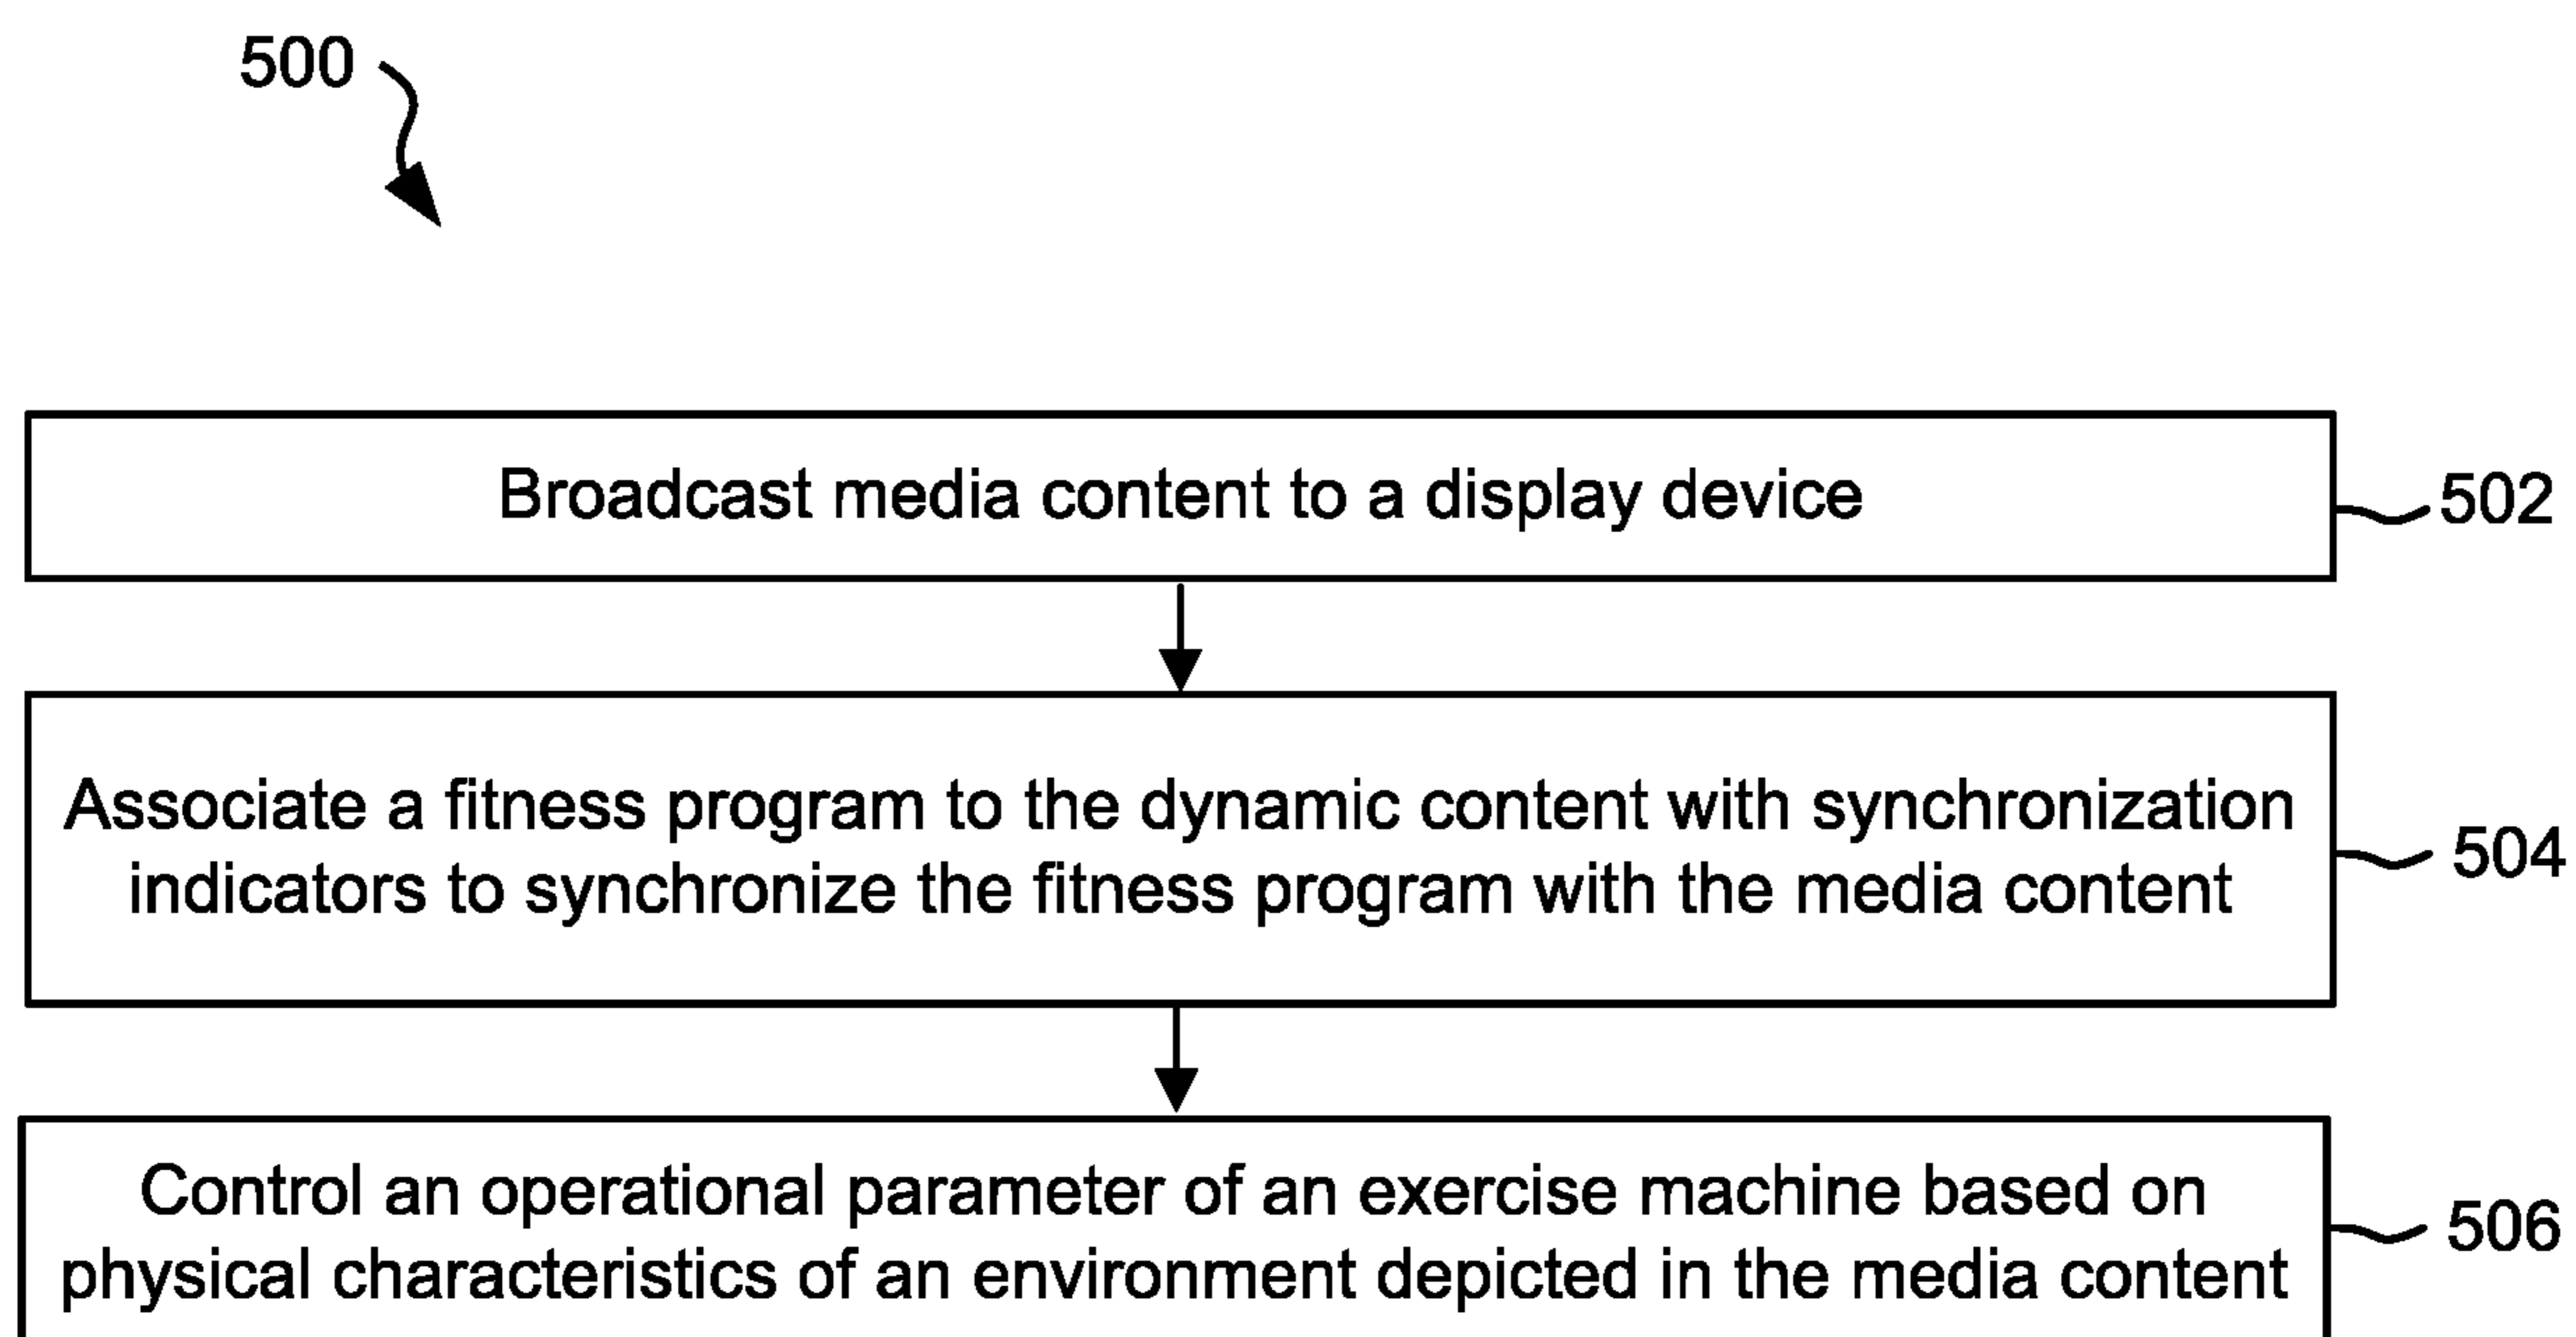 500
Broadcast media content to a display device
502
Associate a fitness program to the dynamic content with synchronization
indicators to synchronize the fitness program with the media content
504
Control an operational parameter of an exercise machine based on
physical characteristics of an environment depicted in the media content
506